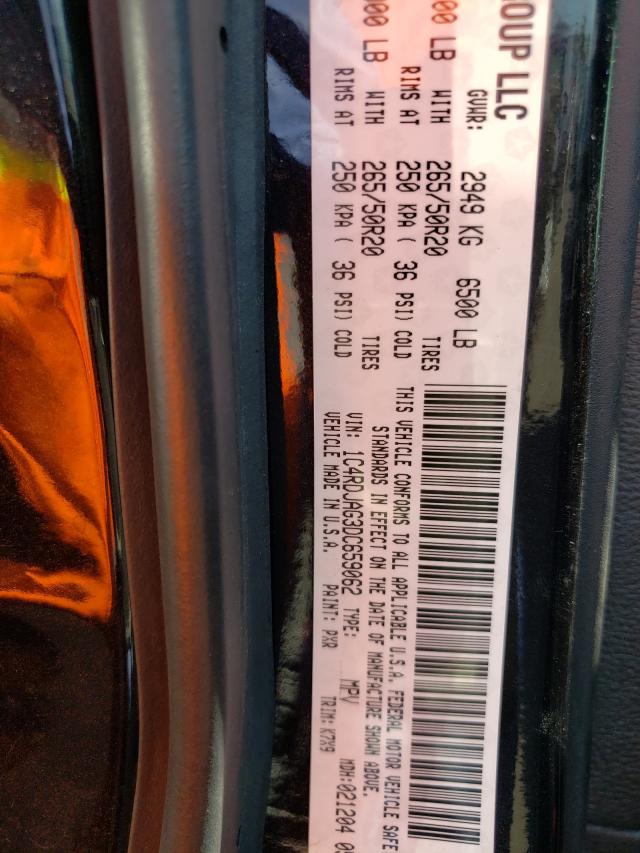 OUP LLC
GVWR: 2949 KG 6500 LB
00 LB WITH 265/50R20 TIRES
RIMS AT 250 KPA ( 36 PSI) COLD
00 LB WITH 265/50R20 TIRES
RIMS AT 250 KPA ( 36 PSI) COLD
THIS VEHICLE CONFORMS TO ALL APPLICABLE U.S.A. FEDERAL MOTOR VEHICLE SAFE
STANDARDS IN EFFECT ON THE DATE OF MANUFACTURE SHOWN ABOVE.
VIN: 1C4RDJAG3DC659062 TYPE: MPV
VEHICLE MADE IN U.S.A. PAINT: PXR TRIM: K7X9 MDH:021204 05